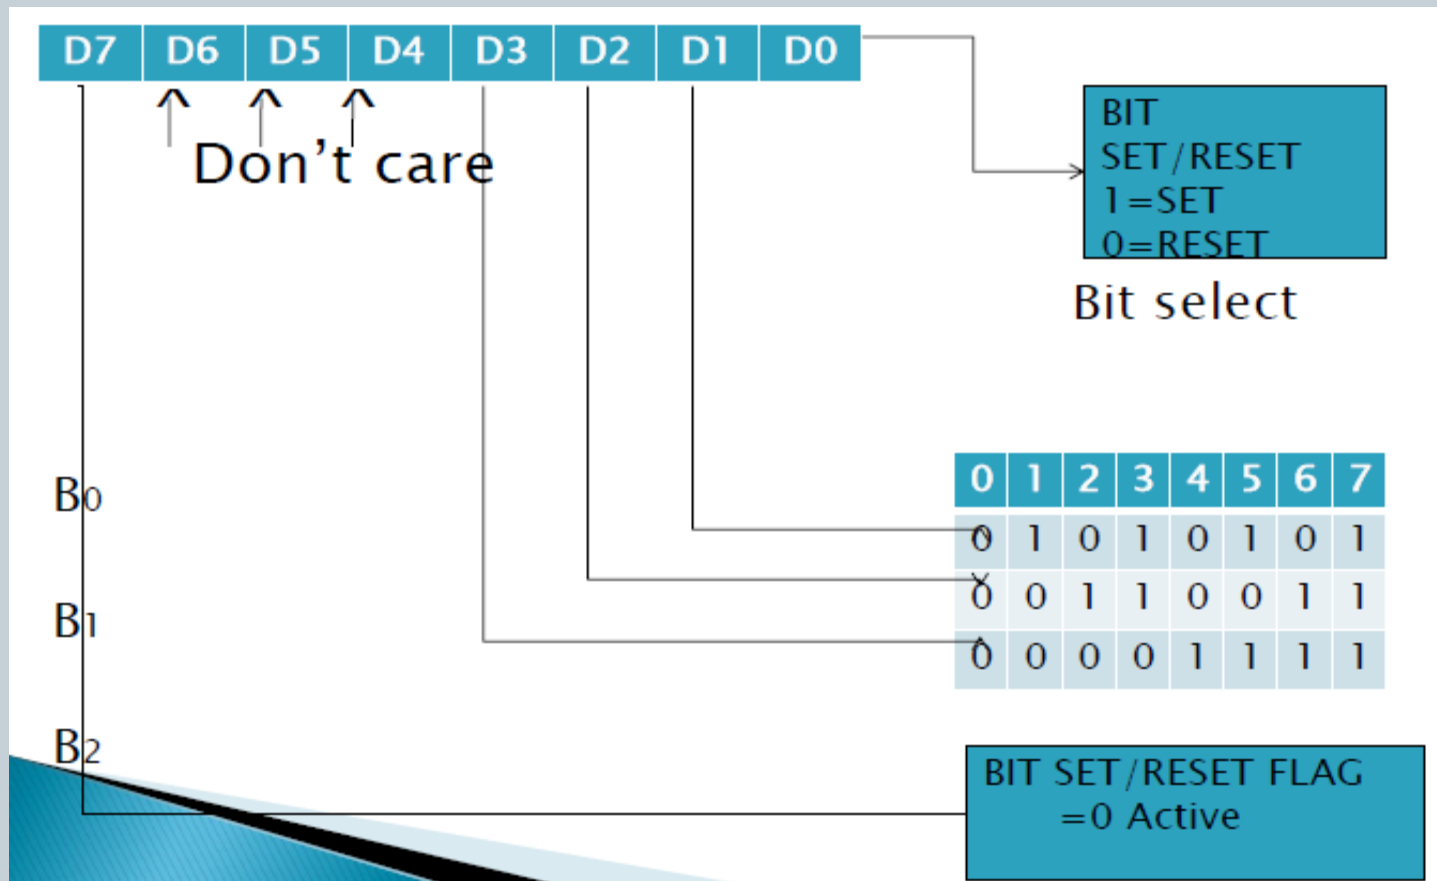 D7 D6 D5 D4 D3 D2 D1 D0
Don't care
BIT
SET/RESET
1=SET
0=RESET
Bit select
B0
B1
B2
0 1 2 3 4 5 6 7
0 1 0 1 0 1 0 1
0 0 1 1 0 0 1 1
0 0 0 0 1 1 1 1
BIT SET/RESET FLAG
=0 Active